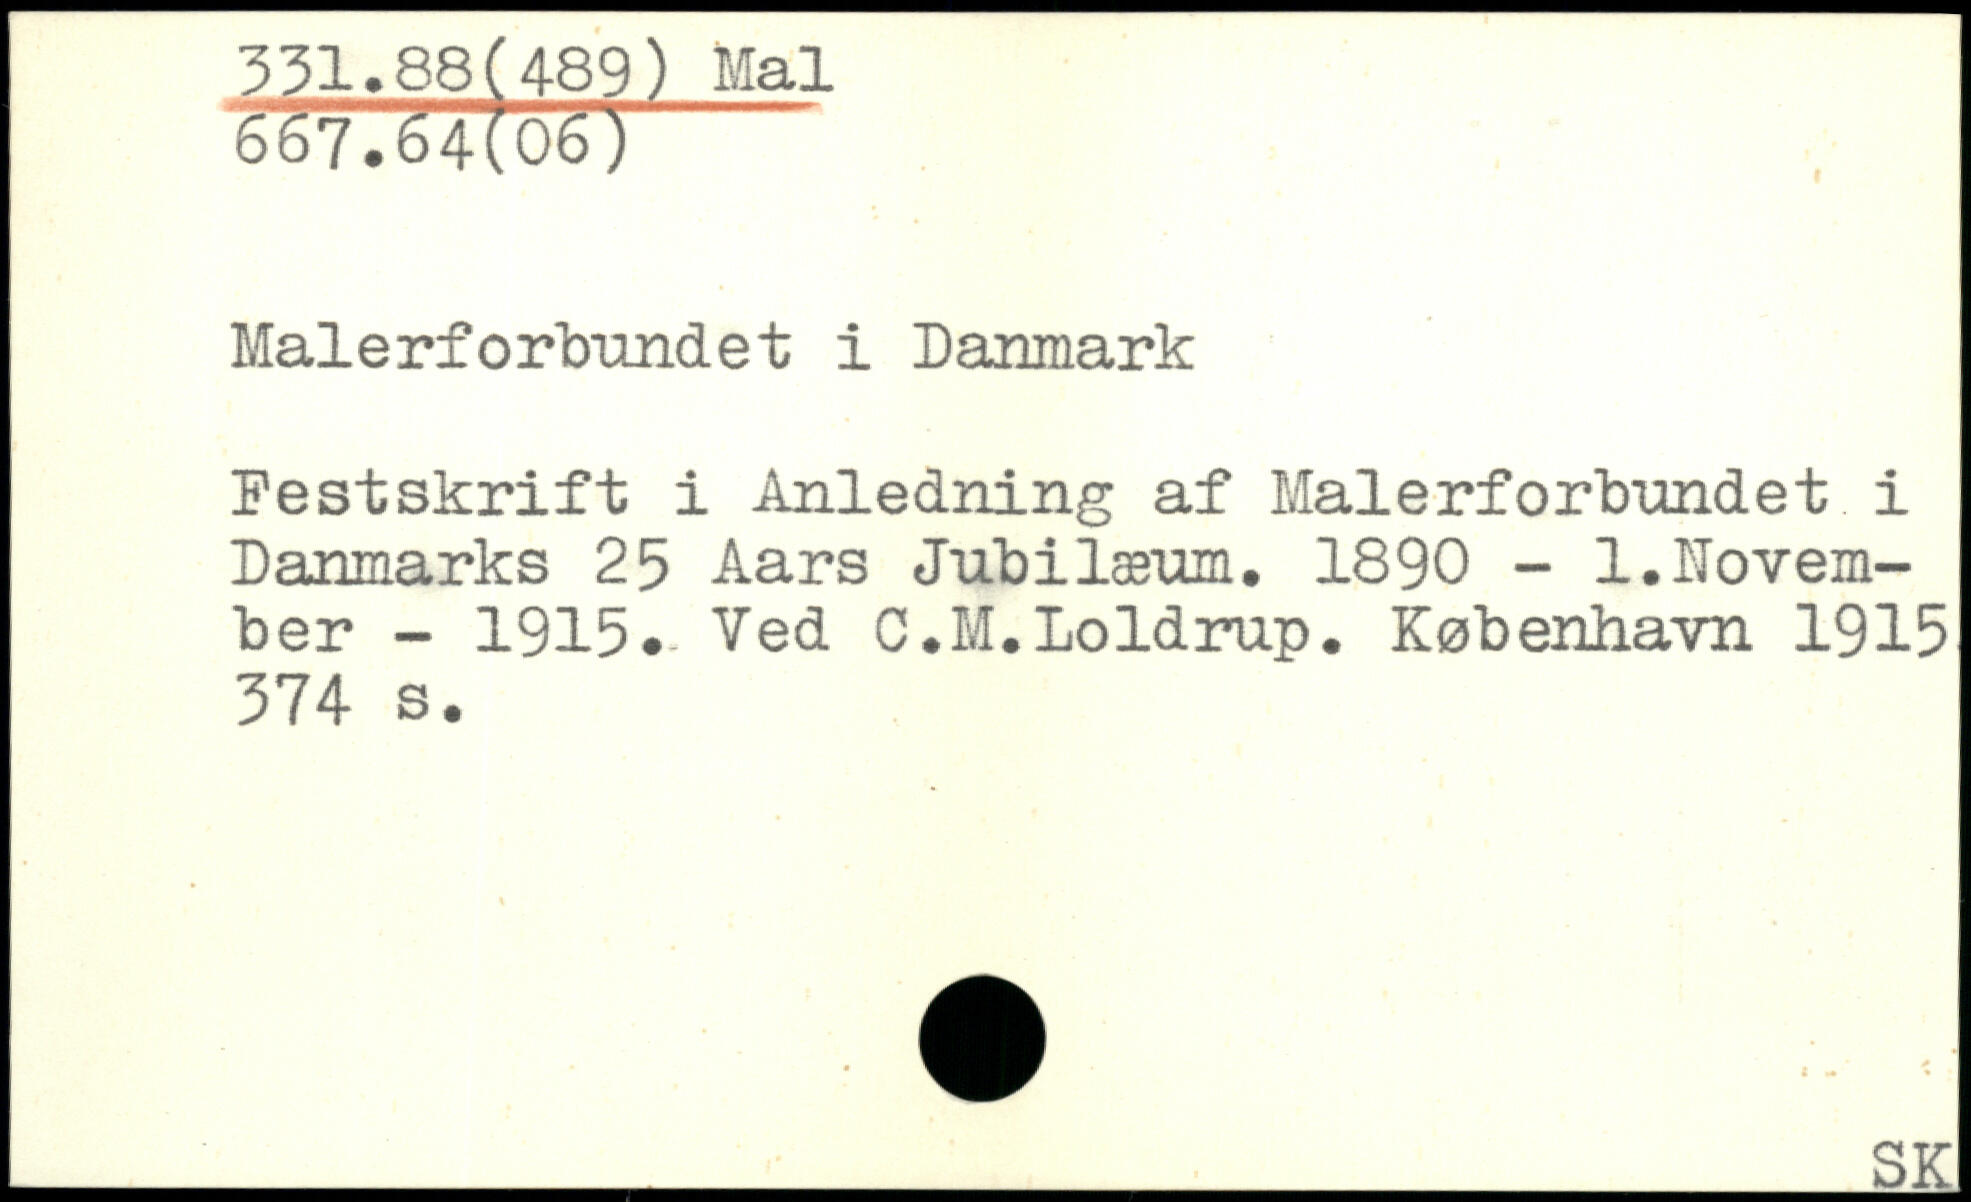 331.88(489) Mal
667.64(06)
Malerforbundet i Danmark
Festskrift i Anledning af Malerforbundet i
Danmarks 25 Aars Jubilæum. 1890 - 1.Novem-
ber - 1915. Ved C.M.Loldrup. København 1915.
374 s.
SK